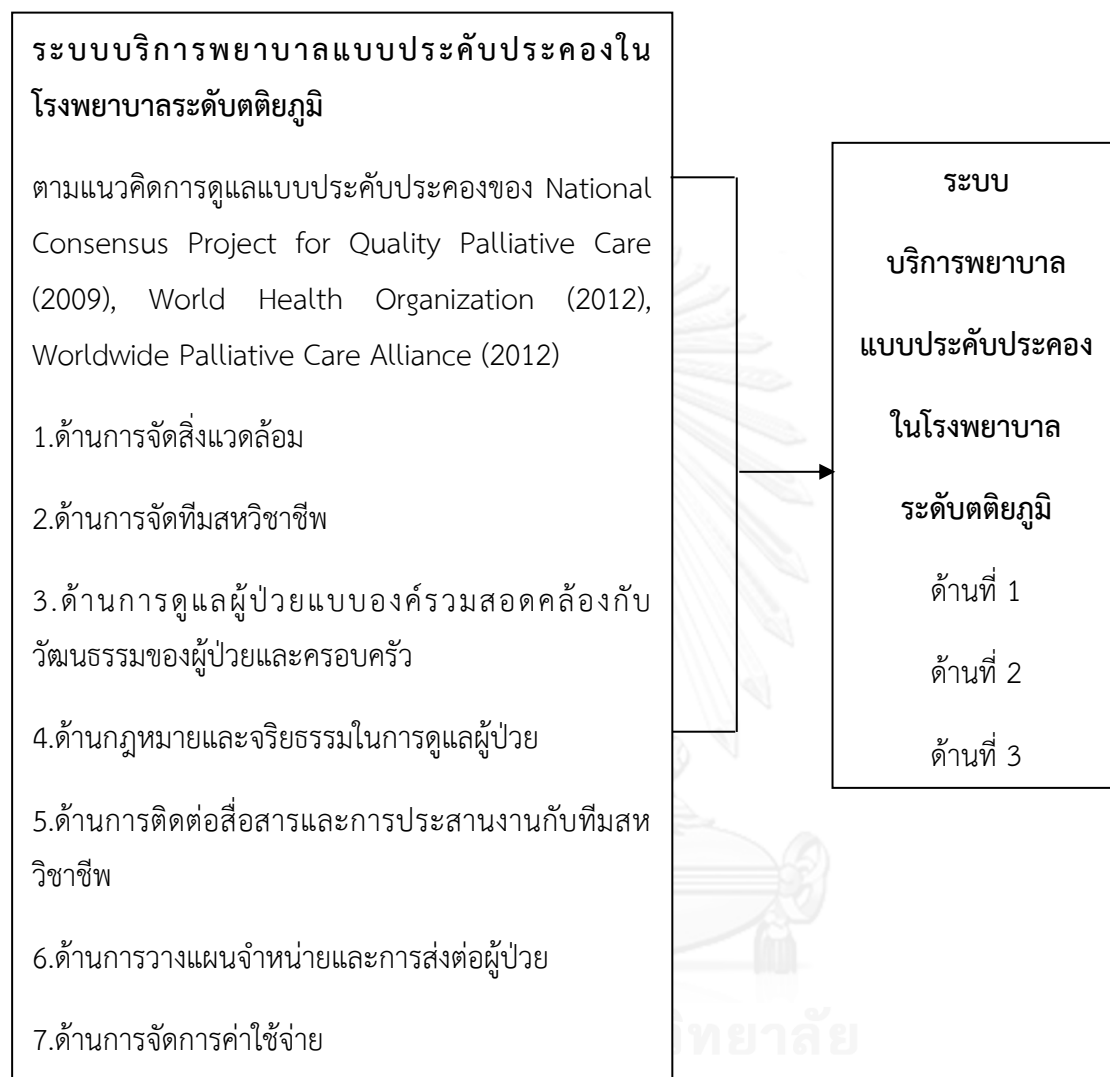 ระบบบริการพยาบาลแบบประคับประคองใน
โรงพยาบาลระดับตติยภูมิ
ตามแนวคิดการดูแลแบบประคับประคองของ National
Consensus Project for Quality Palliative Care
(2009), World Health Organization (2012),
Worldwide Palliative Care Alliance (2012)
1.ด้านการจัดสิ่งแวดล้อม
2.ด้านการจัดทีมสหวิชาชีพ
3.ด้านการดูแลผู้ป่วยแบบองค์รวมสอดคล้องกับ
วัฒนธรรมของผู้ป่วยและครอบครัว
4.ด้านกฎหมายและจริยธรรมในการดูแลผู้ป่วย
5.ด้านการติดต่อสื่อสารและการประสานงานกับทีมสห
วิชาชีพ
6.ด้านการวางแผนจำหน่ายและการส่งต่อผู้ป่วย
7.ด้านการจัดการค่าใช้จ่าย
ระบบ
บริการพยาบาล
แบบประคับประคอง
ในโรงพยาบาล
ระดับตติยภูมิ
ด้านที่ 1
ด้านที่ 2
ด้านที่ 3